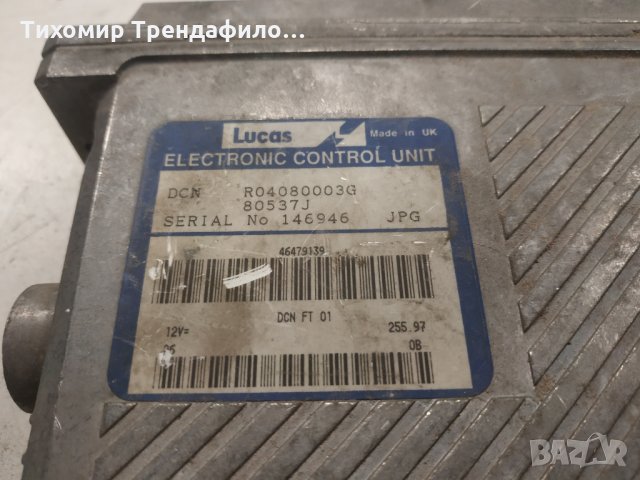 Тихомир Трендафило...
Lucas Made in UK
ELECTRONIC CONTROL UNIT
DCN R04080003G
80537J
SERIAL No 146946 JPG
46479139
DCN FT 01
12V= 255.97
06 0B
BAZAR